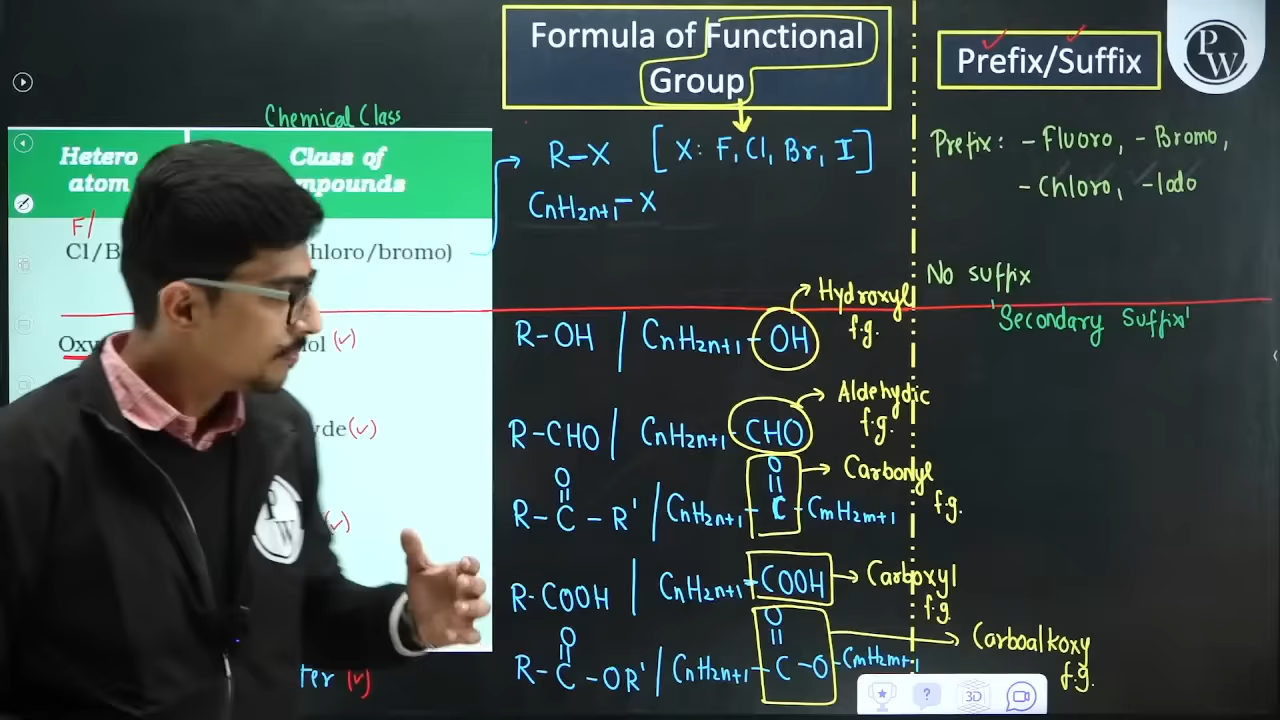 Formula of Functional
Group
Prefix/Suffix
P
W
Chemical Class
Hetero
atom
Class of
F/
Cl/B
hloro/bromo)
R-X [X: F, Cl, Br, I]
CnH2n+1-X
Prefix: - Fluoro, - Bromo,
- Chloro, - Iodo
No suffix
'Secondary Suffix'
Hydroxyl
f.g.
R-OH / CnH2n+1-OH
Oxy
ol (✓)
Aldehydic
f.g.
R-CHO / CnH2n+1-CHO
yde (✓)
Carbonyl
f.g.
O
||
R-C-R' / CnH2n+1-C-CmH2m+1
O
||
(✓)
R-COOH / CnH2n+1-COOH
Carboxyl
f.g.
O
||
R-C-OR' / CnH2n+1-C-O-CmH2m+1
O
||
Carboalkoxy
f.g.
ter (✓)
P
W
?
3D